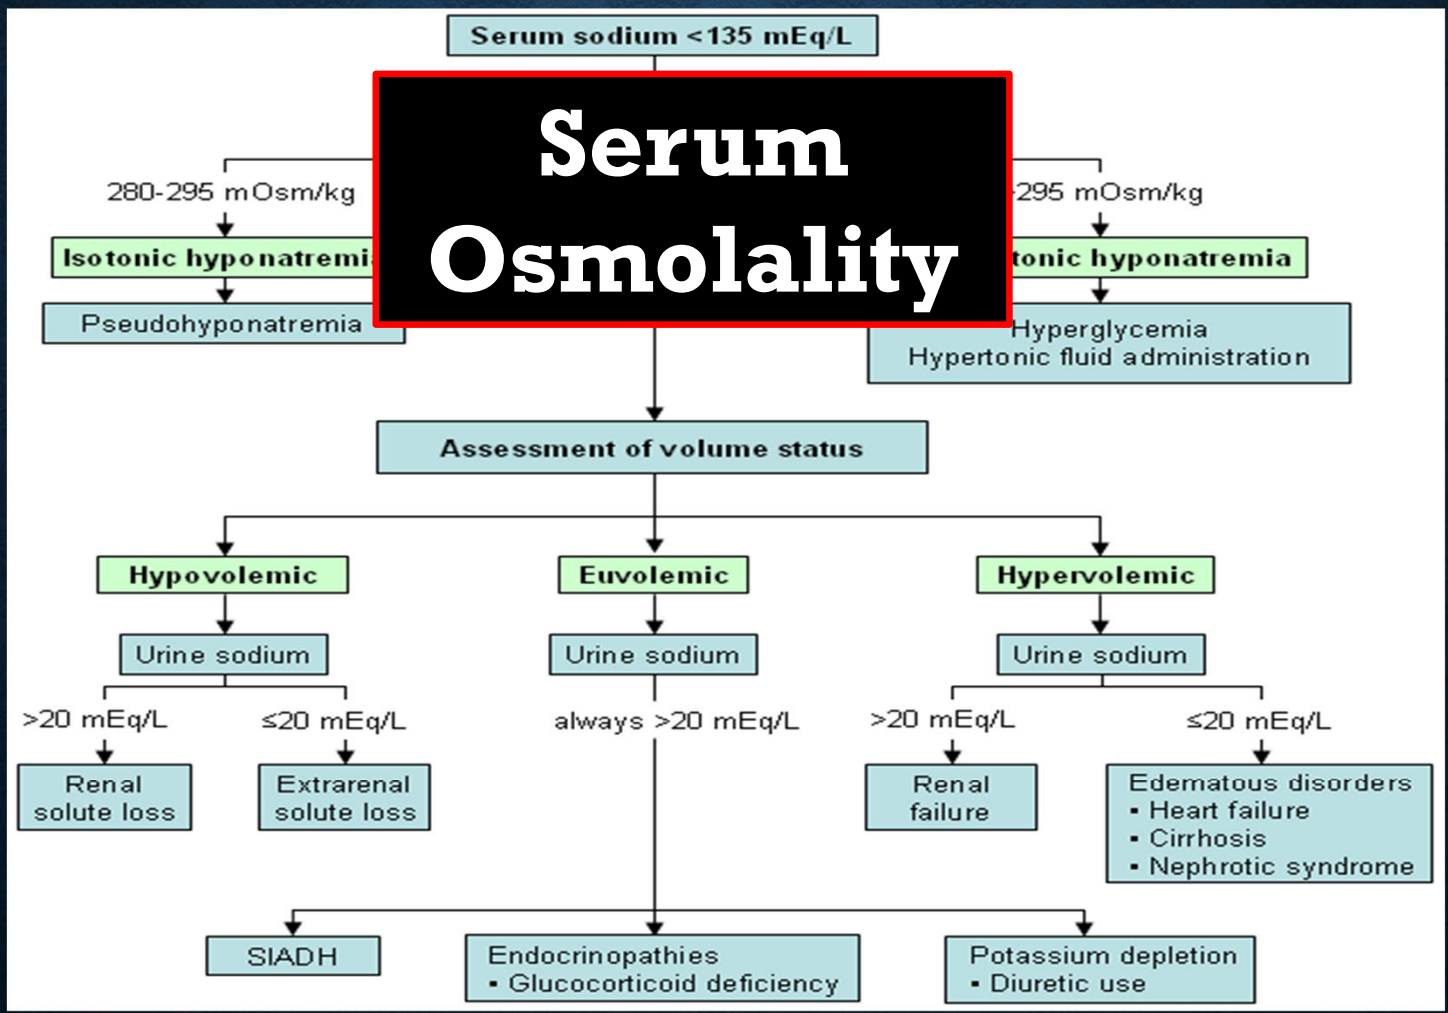 Serum sodium <135 mEq/L
Serum
Osmolality
280-295 mOsm/kg
295 mOsm/kg
Isotonic hyponatremi
tonic hyponatremia
Pseudohyponatremia
Hyperglycemia
Hypertonic fluid administration
Assessment of volume status
Hypovolemic
Euvolemic
Hypervolemic
Urine sodium
Urine sodium
Urine sodium
>20 mEq/L
≤20 mEq/L
always >20 mEq/L
>20 mEq/L
≤20 mEq/L
Renal
solute loss
Extrarenal
solute loss
Renal
failure
Edematous disorders
▪ Heart failure
▪ Cirrhosis
▪ Nephrotic syndrome
SIADH
Endocrinopathies
▪ Glucocorticoid deficiency
Potassium depletion
▪ Diuretic use